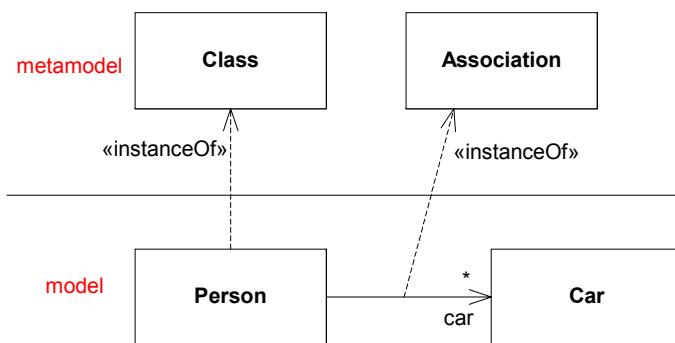 metamodel
Class
Association
«instanceOf»
«instanceOf»
model
Person
*
car
Car